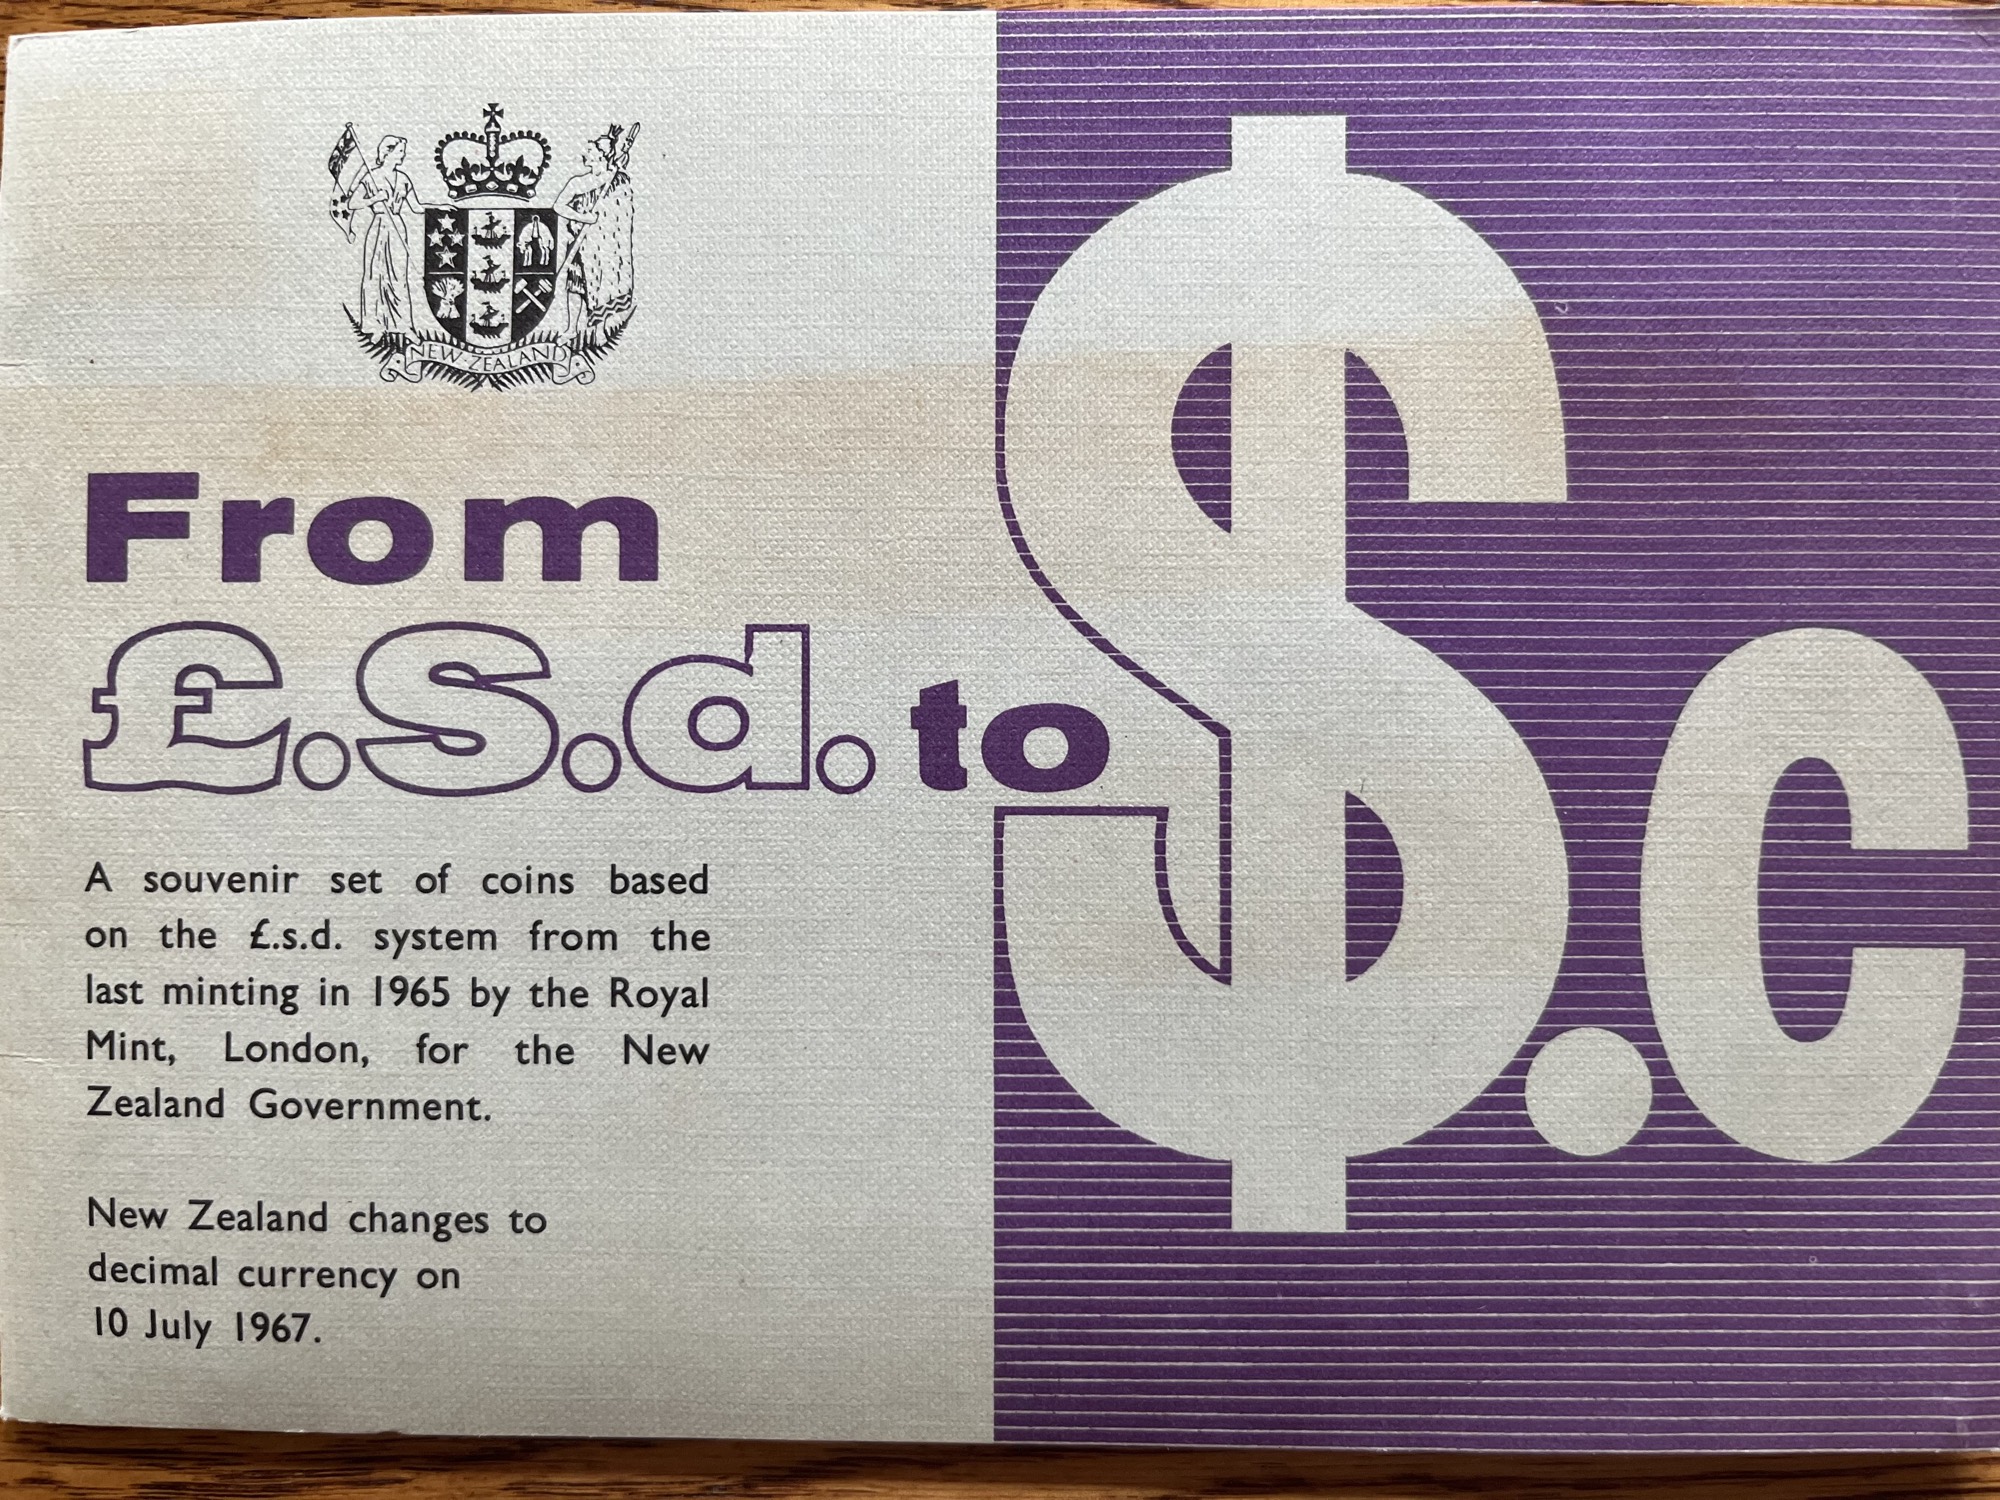 NEW·ZEALAND
From
£.s.d. to
$.c
A souvenir set of coins based
on the £.s.d. system from the
last minting in 1965 by the Royal
Mint, London, for the New
Zealand Government.
New Zealand changes to
decimal currency on
10 July 1967.